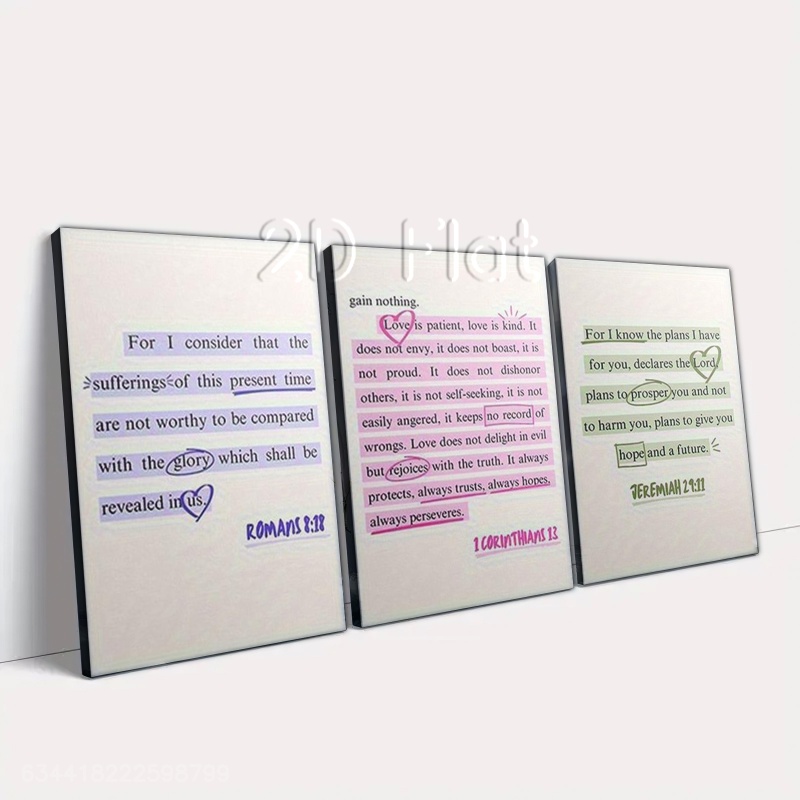 2D Flat
For I consider that the
sufferings of this present time
are not worthy to be compared
with the glory which shall be
revealed in us.
ROMANS 8:18
gain nothing.
Love is patient, love is kind. It
does not envy, it does not boast, it is
not proud. It does not dishonor
others, it is not self-seeking, it is not
easily angered, it keeps no record of
wrongs. Love does not delight in evil
but rejoices with the truth. It always
protects, always trusts, always hopes,
always perseveres.
1 CORINTHIANS 13
For I know the plans I have
for you, declares the Lord,
plans to prosper you and not
to harm you, plans to give you
hope and a future.
JEREMIAH 29:11
634418222598799